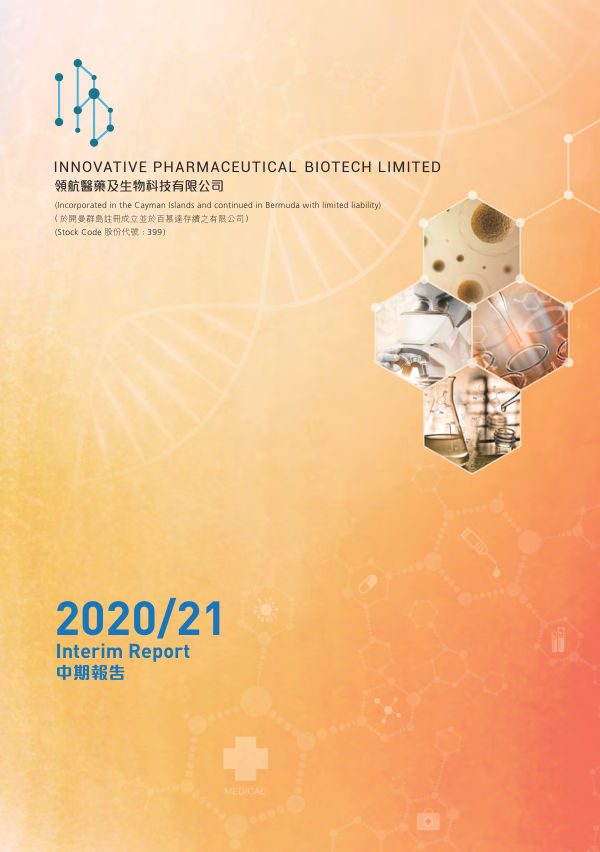 INNOVATIVE PHARMACEUTICAL BIOTECH LIMITED
領航醫藥及生物科技有限公司
(Incorporated in the Cayman Islands and continued in Bermuda with limited liability)
(於開曼群島註冊成立並於百慕達存續之有限公司)
(Stock Code 股份代號 : 399)
2020/21
Interim Report
中期報告
MEDICAL